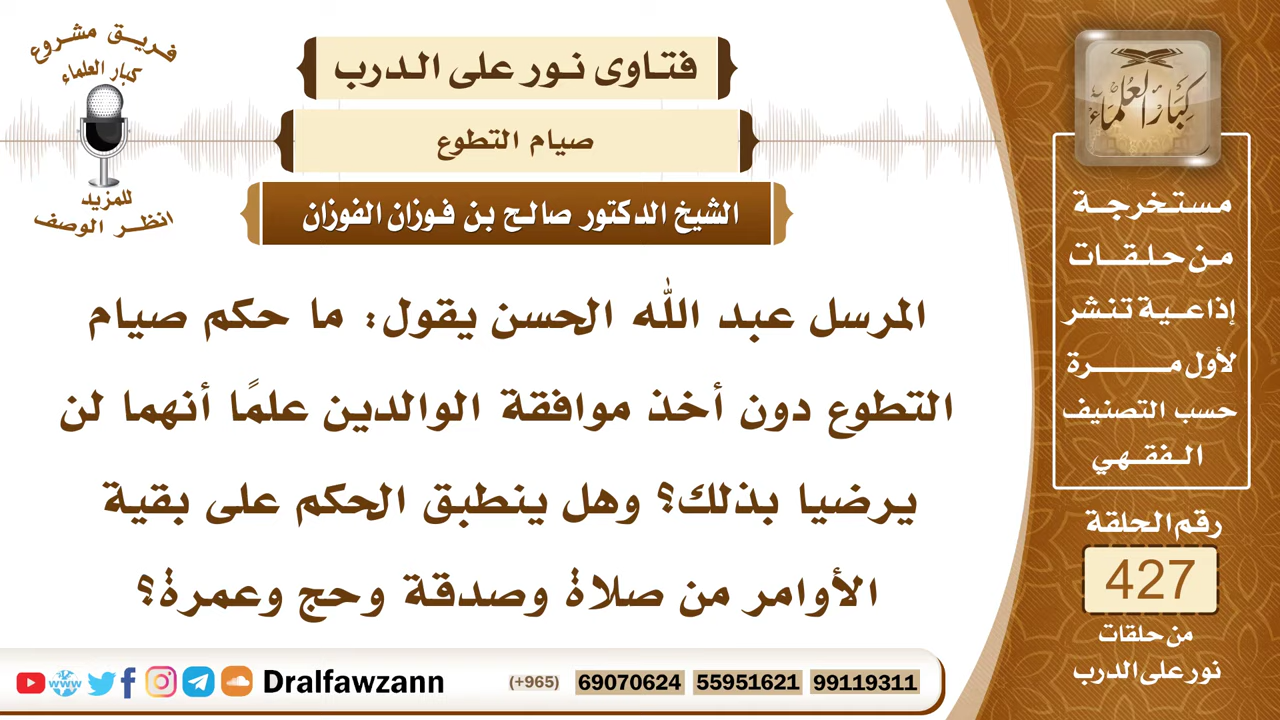 فريق مشروع
كبار العلماء
للمزيد
انظر الوصف
فتاوى نور على الدرب
صيام التطوع
الشيخ الدكتور صالح بن فوزان الفوزان
المرسل عبد الله الحسن يقول: ما حكم صيام
التطوع دون أخذ موافقة الوالدين علمًا أنهما لن
يرضيا بذلك؟ وهل ينطبق الحكم على بقية
الأوامر من صلاة وصدقة وحج وعمرة؟
كبار العلماء
مستخرجة
من حلقات
إذاعية تنشر
لأول مرة
حسب التصنيف
الفقهي
رقم الحلقة
427
من حلقات
نور على الدرب
www Dralfawzann (+965) 69070624 55951621 99119311